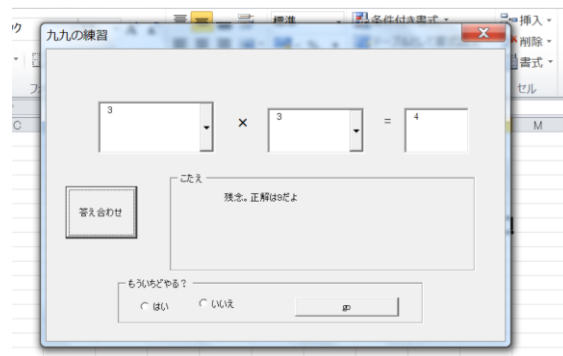 標準
条件付き書式
挿入
削除
書式
セル
九九の練習
C
M
3
×
3
=
4
こたえ
残念。正解は9だよ
答え合わせ
もういちどやる？
はい
いいえ
go